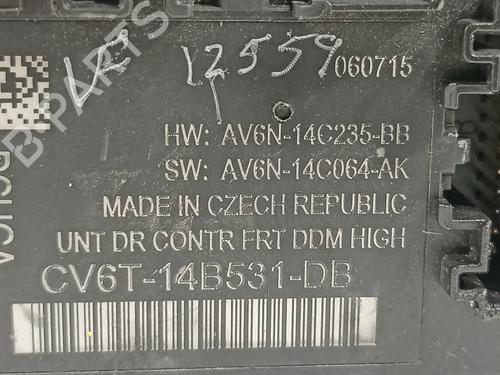 060715
HW: AV6N-14C235-BB
SW: AV6N-14C064-AK
MADE IN CZECH REPUBLIC
UNT DR CONTR FRT DDM HIGH
CV6T-14B531-DB
B-PARTS